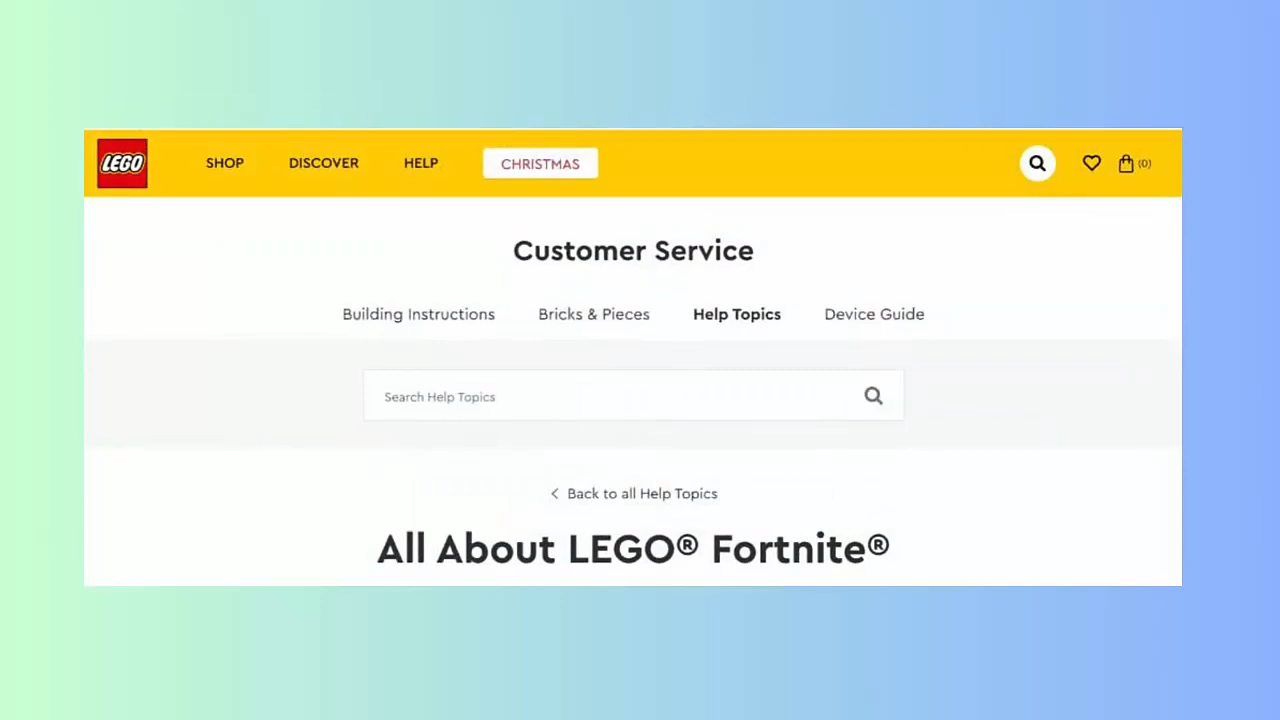 LEGO SHOP DISCOVER HELP CHRISTMAS (0)
Customer Service
Building Instructions Bricks & Pieces Help Topics Device Guide
Search Help Topics
< Back to all Help Topics
All About LEGO® Fortnite®